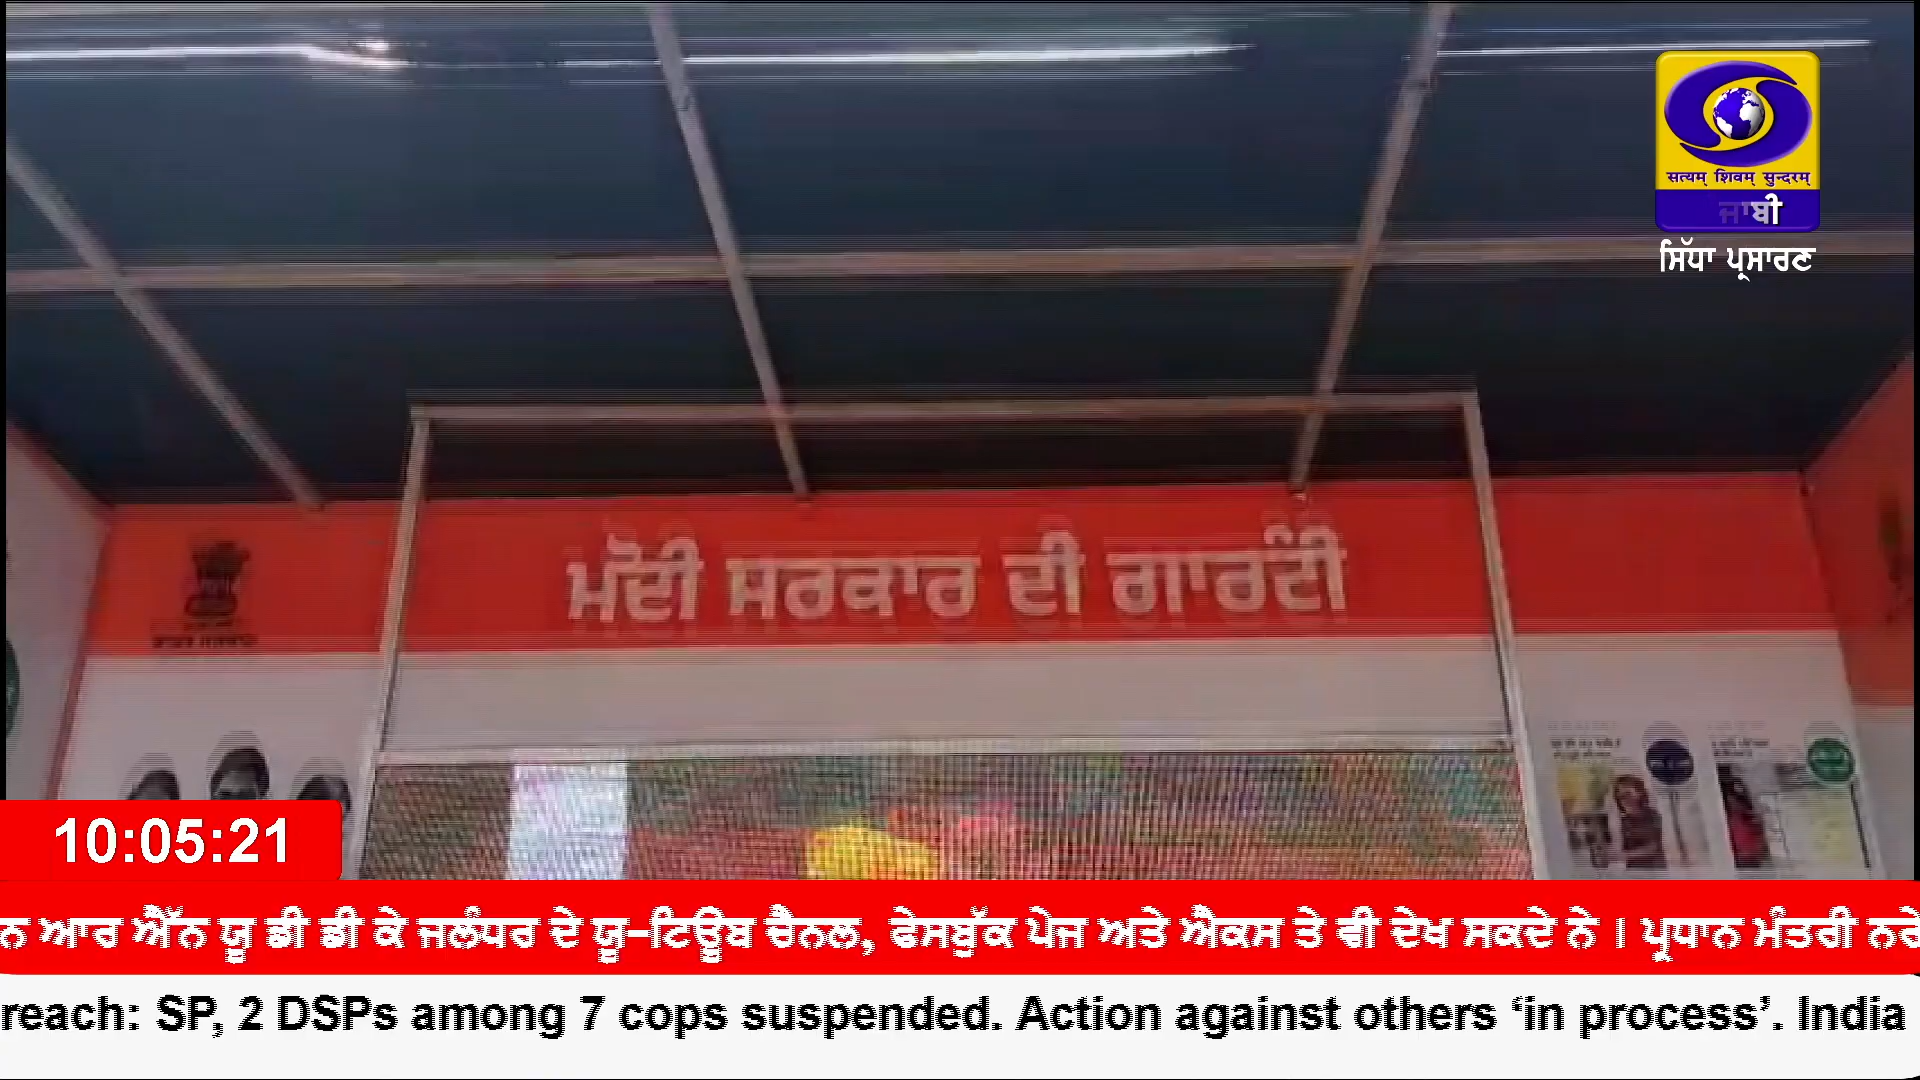 सत्यम् शिवम् सुन्दरम्
ਜਾਬੀ
ਸਿੱਧਾ ਪ੍ਰਸਾਰਣ
ਮੋਦੀ ਸਰਕਾਰ ਦੀ ਗਾਰੰਟੀ
10:05:21
ਨ ਆਰ ਐੱਨ ਯੂ ਡੀ ਡੀ ਕੇ ਜਲੰਧਰ ਦੇ ਯੂ-ਟਿਊਬ ਚੈਨਲ, ਫੇਸਬੁੱਕ ਪੇਜ ਅਤੇ ਐਕਸ ਤੇ ਵੀ ਦੇਖ ਸਕਦੇ ਨੇ । ਪ੍ਰਧਾਨ ਮੰਤਰੀ ਨਰੇ
reach: SP, 2 DSPs among 7 cops suspended. Action against others ‘in process’. India